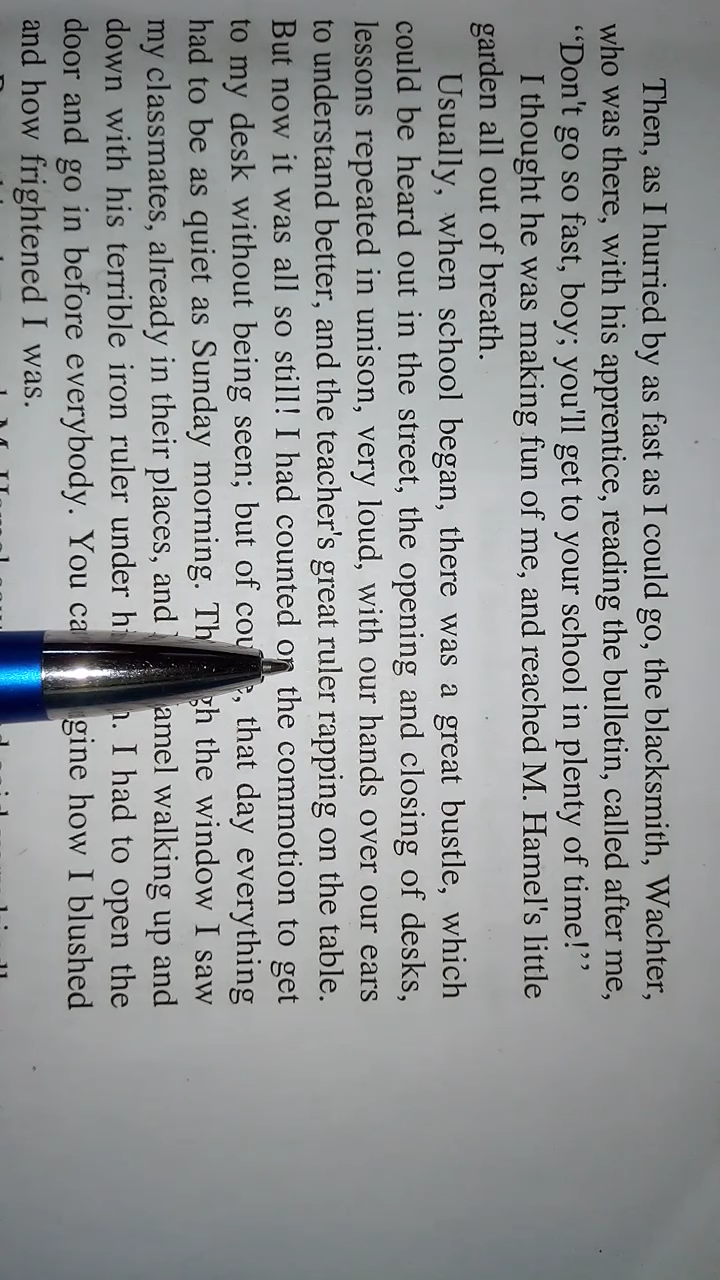 Then, as I hurried by as fast as I could go, the blacksmith, Wachter,
who was there, with his apprentice, reading the bulletin, called after me,
“Don't go so fast, boy; you'll get to your school in plenty of time!”
I thought he was making fun of me, and reached M. Hamel's little
garden all out of breath.
Usually, when school began, there was a great bustle, which
could be heard out in the street, the opening and closing of desks,
lessons repeated in unison, very loud, with our hands over our ears
to understand better, and the teacher's great ruler rapping on the table.
But now it was all so still! I had counted on the commotion to get
to my desk without being seen; but of that day everything
had to be as quiet as Sunday morning. the window I saw
my classmates, already in their places, and walking up and
down with his terrible iron ruler under I had to open the
door and go in before everybody. You how I blushed
and how frightened I was.